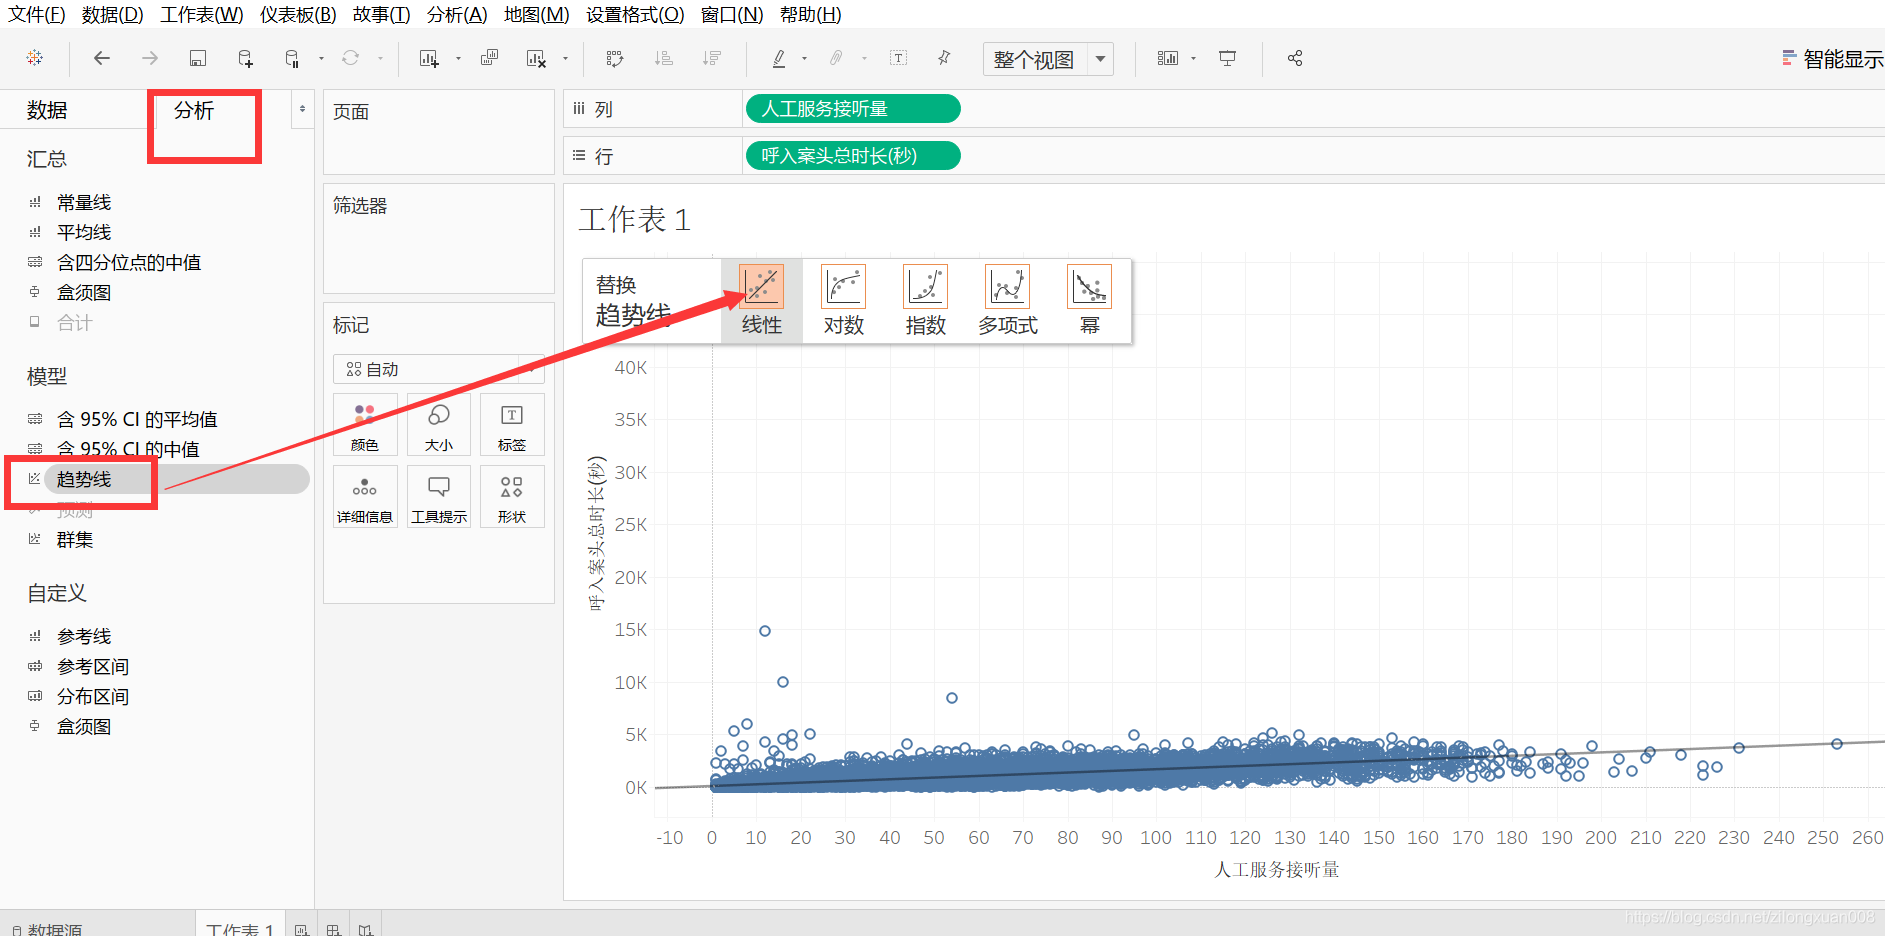 文件(F) 数据(D) 工作表(W) 仪表板(B) 故事(T) 分析(A) 地图(M) 设置格式(O) 窗口(N) 帮助(H)
整个视图
智能显示
数据
分析
汇总
常量线
平均线
含四分位点的中值
盒须图
合计
模型
含 95% CI 的平均值
含 95% CI 的中值
趋势线
预测
群集
自定义
参考线
参考区间
分布区间
盒须图
页面
筛选器
标记
自动
颜色 大小 标签
详细信息 工具提示 形状
列 人工服务接听量
行 呼入案头总时长(秒)
工作表 1
替换
趋势线
线性 对数 指数 多项式 幂
呼入案头总时长(秒)
40K
35K
30K
25K
20K
15K
10K
5K
0K
-10 0 10 20 30 40 50 60 70 80 90 100 110 120 130 140 150 160 170 180 190 200 210 220 230 240 250 260
人工服务接听量
数据源 工作表 1
https://blog.csdn.net/zilongxuan008